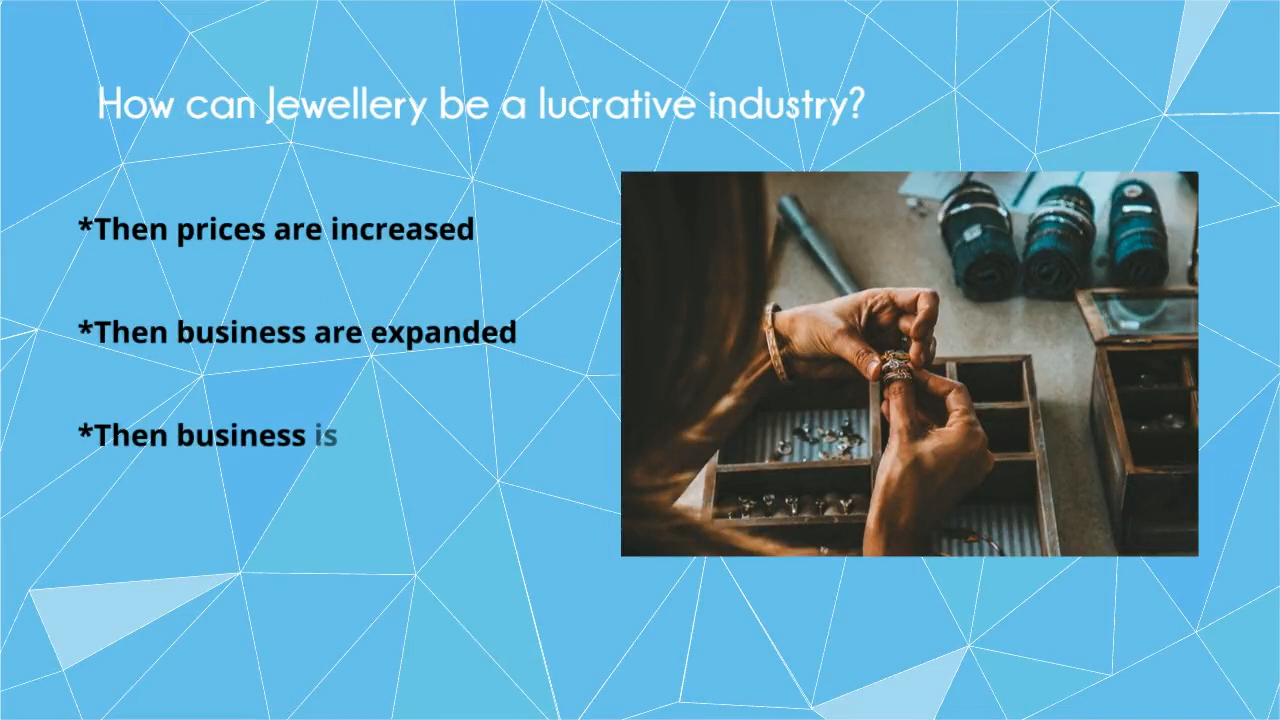 How can Jewellery be a lucrative industry?
*Then prices are increased
*Then business are expanded
*Then business is